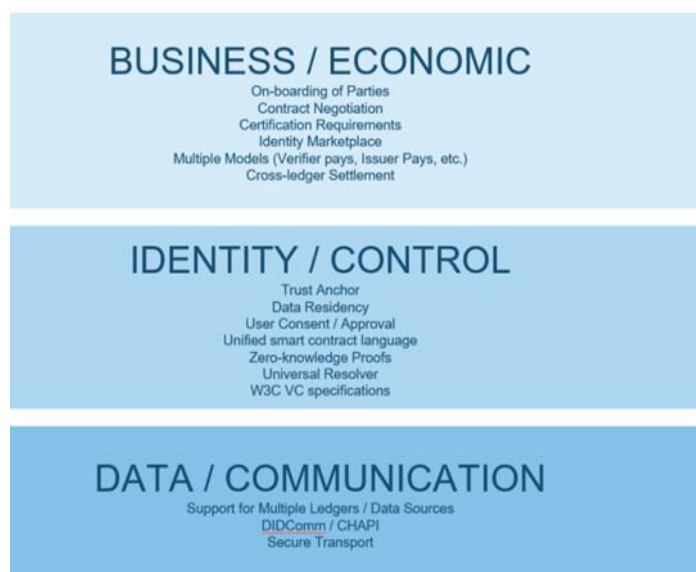 BUSINESS / ECONOMIC
On-boarding of Parties
Contract Negotiation
Certification Requirements
Identity Marketplace
Multiple Models (Verifier pays, Issuer Pays, etc.)
Cross-ledger Settlement
IDENTITY / CONTROL
Trust Anchor
Data Residency
User Consent / Approval
Unified smart contract language
Zero-knowledge Proofs
Universal Resolver
W3C VC specifications
DATA / COMMUNICATION
Support for Multiple Ledgers / Data Sources
DIDComm / CHAPI
Secure Transport